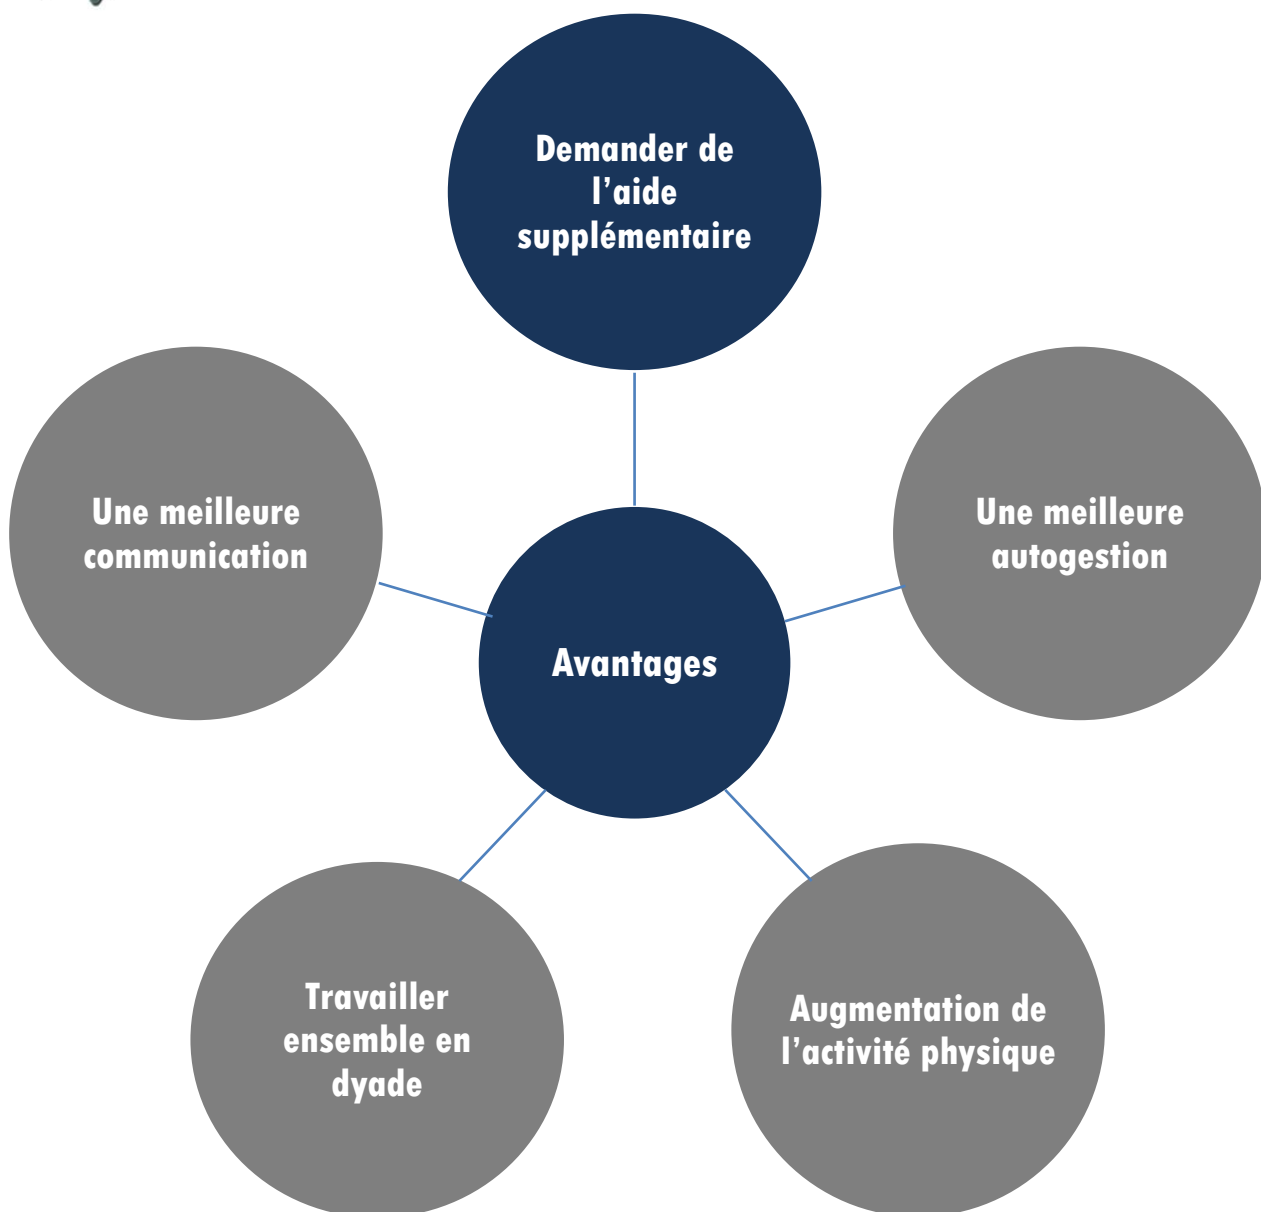 Demander de
l’aide
supplémentaire
Une meilleure
communication
Une meilleure
autogestion
Avantages
Travailler
ensemble en
dyade
Augmentation de
l’activité physique